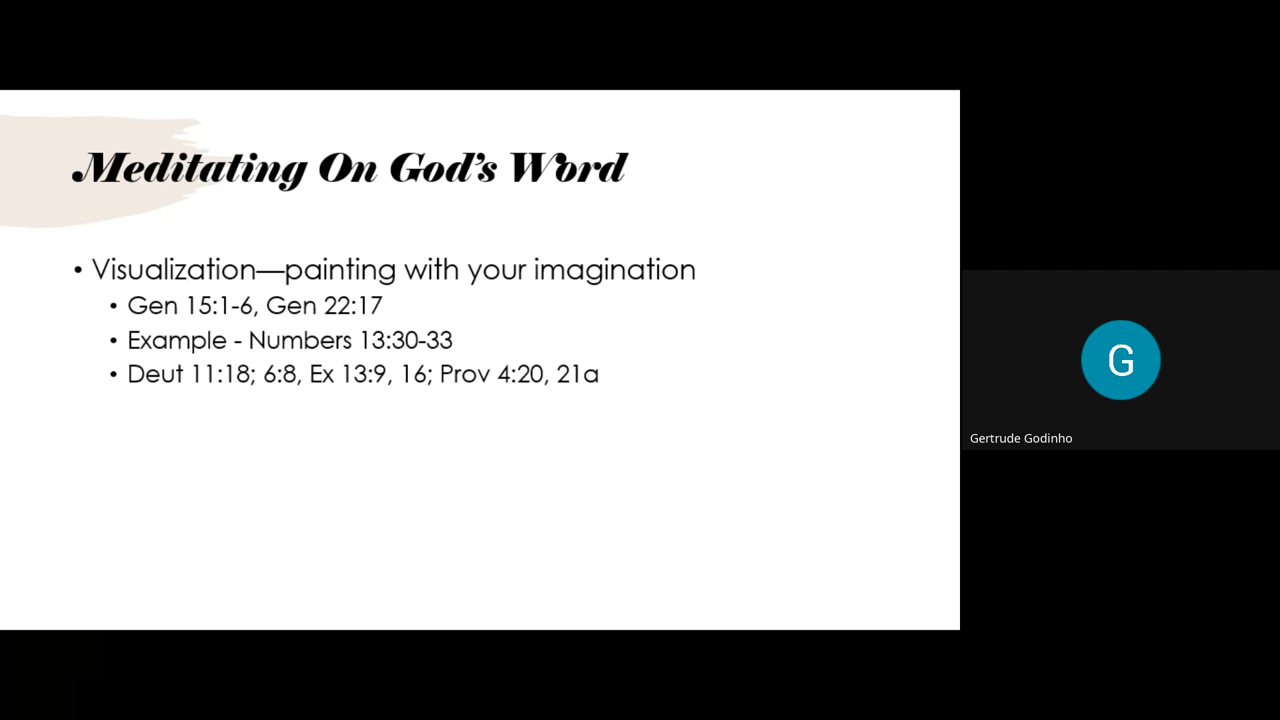 Meditating On God's Word
• Visualization—painting with your imagination
• Gen 15:1-6, Gen 22:17
• Example - Numbers 13:30-33
• Deut 11:18; 6:8, Ex 13:9, 16; Prov 4:20, 21a
G
Gertrude Godinho